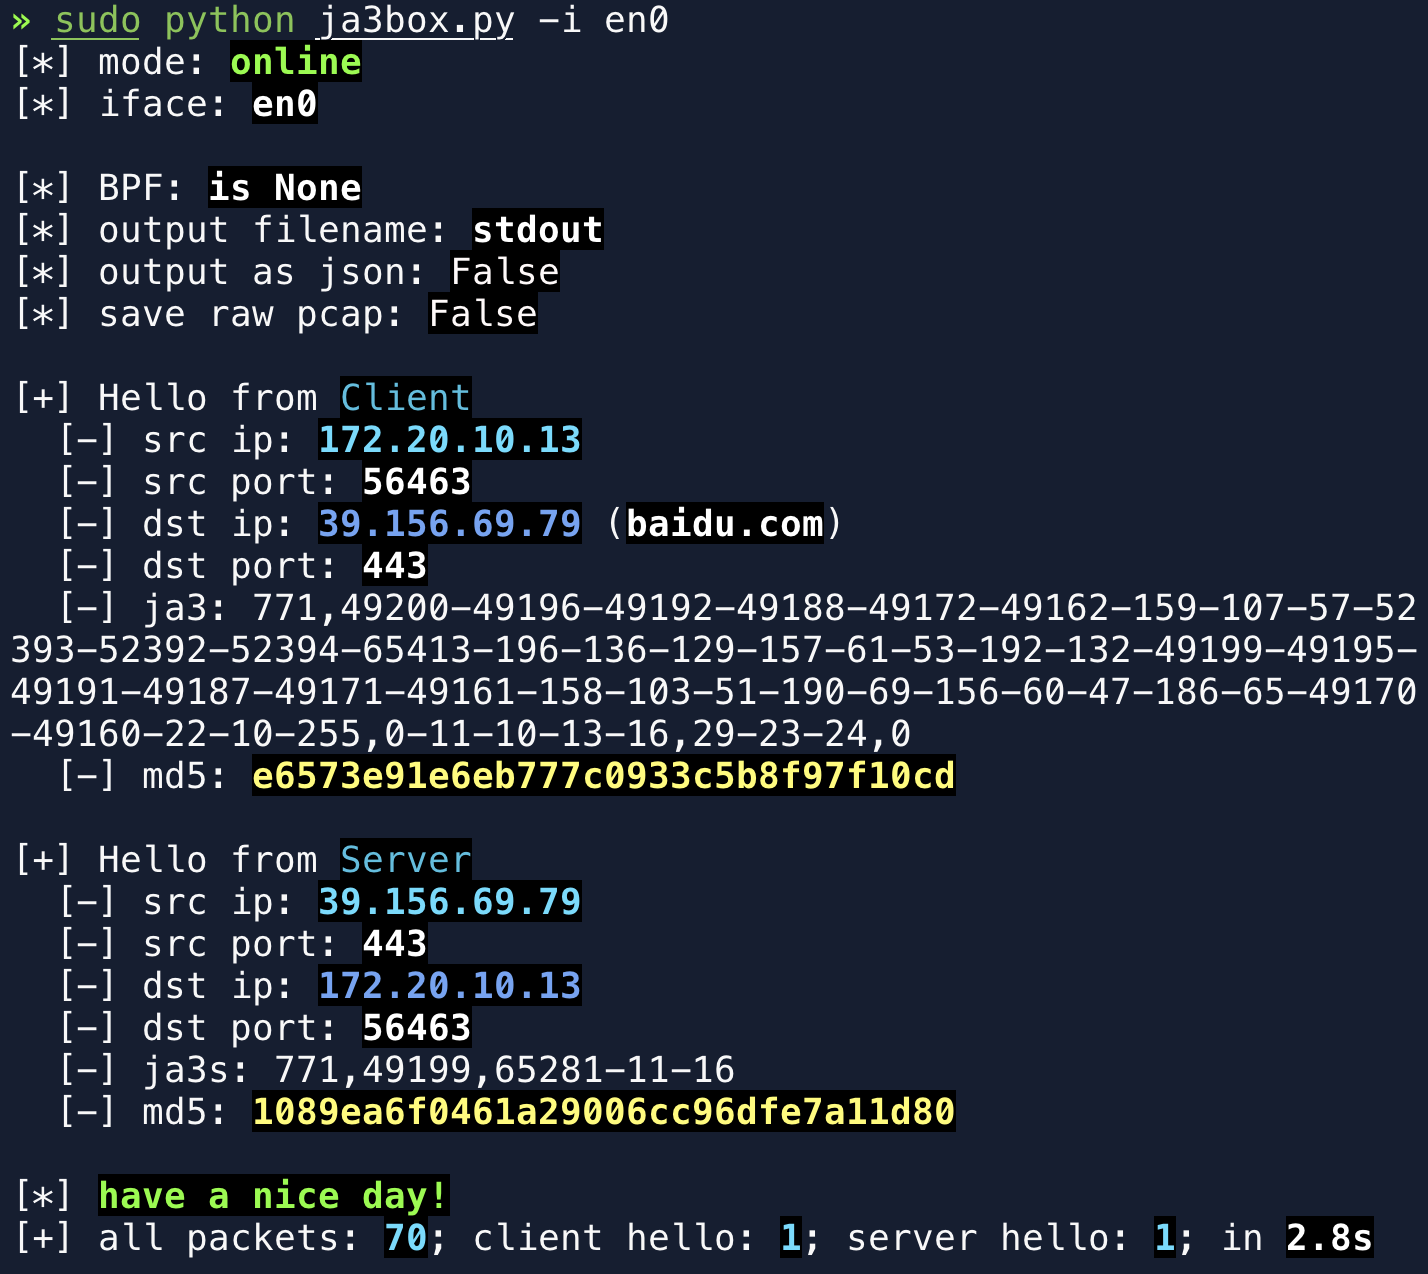 » sudo python ja3box.py -i en0
[*] mode: online
[*] iface: en0
[*] BPF: is None
[*] output filename: stdout
[*] output as json: False
[*] save raw pcap: False
[+] Hello from Client
[-] src ip: 172.20.10.13
[-] src port: 56463
[-] dst ip: 39.156.69.79 (baidu.com)
[-] dst port: 443
[-] ja3: 771,49200-49196-49192-49188-49172-49162-159-107-57-52
393-52392-52394-65413-196-136-129-157-61-53-192-132-49199-49195-
49191-49187-49171-49161-158-103-51-190-69-156-60-47-186-65-49170
-49160-22-10-255,0-11-10-13-16,29-23-24,0
[-] md5: e6573e91e6eb777c0933c5b8f97f10cd
[+] Hello from Server
[-] src ip: 39.156.69.79
[-] src port: 443
[-] dst ip: 172.20.10.13
[-] dst port: 56463
[-] ja3s: 771,49199,65281-11-16
[-] md5: 1089ea6f0461a29006cc96dfe7a11d80
[*] have a nice day!
[+] all packets: 70; client hello: 1; server hello: 1; in 2.8s